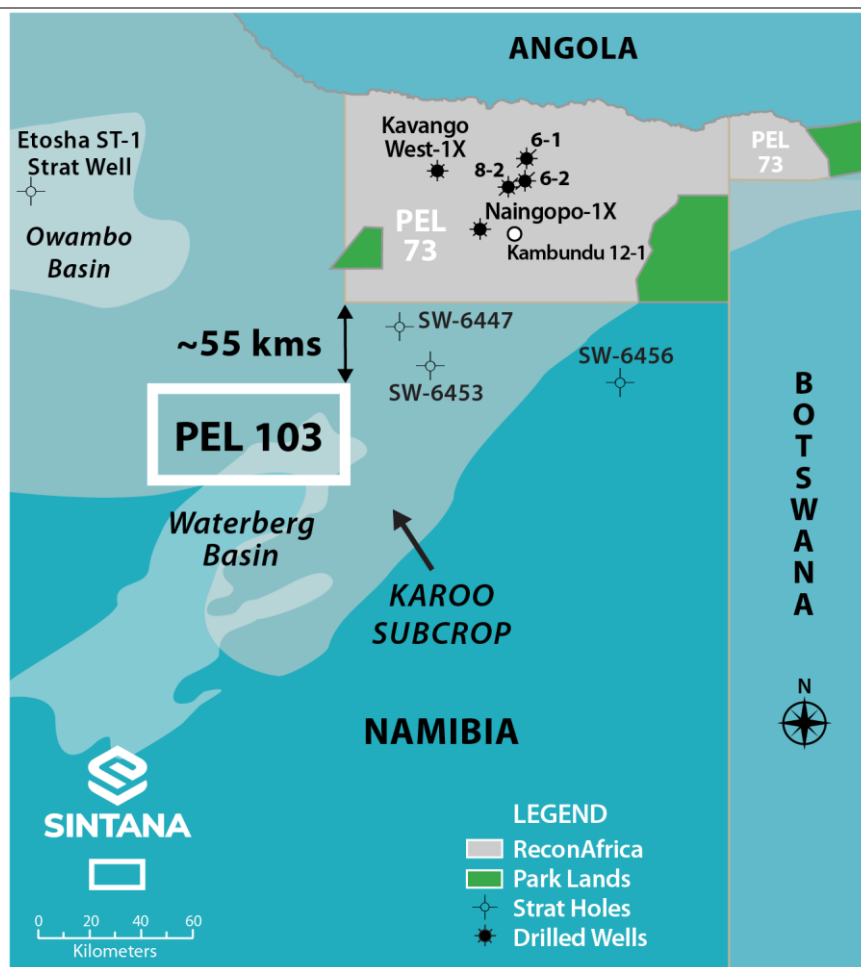 ANGOLA
Etosha ST-1
Strat Well
Owambo
Basin
Kavango
West-1X
6-1
8-2
6-2
PEL
73
Naingopo-1X
Kambundu 12-1
PEL
73
~55 kms
SW-6447
SW-6453
SW-6456
PEL 103
Waterberg
Basin
KAROO
SUBCROP
BOTSWANA
N
NAMIBIA
SINTANA
0 20 40 60
Kilometers
LEGEND
ReconAfrica
Park Lands
Strat Holes
Drilled Wells